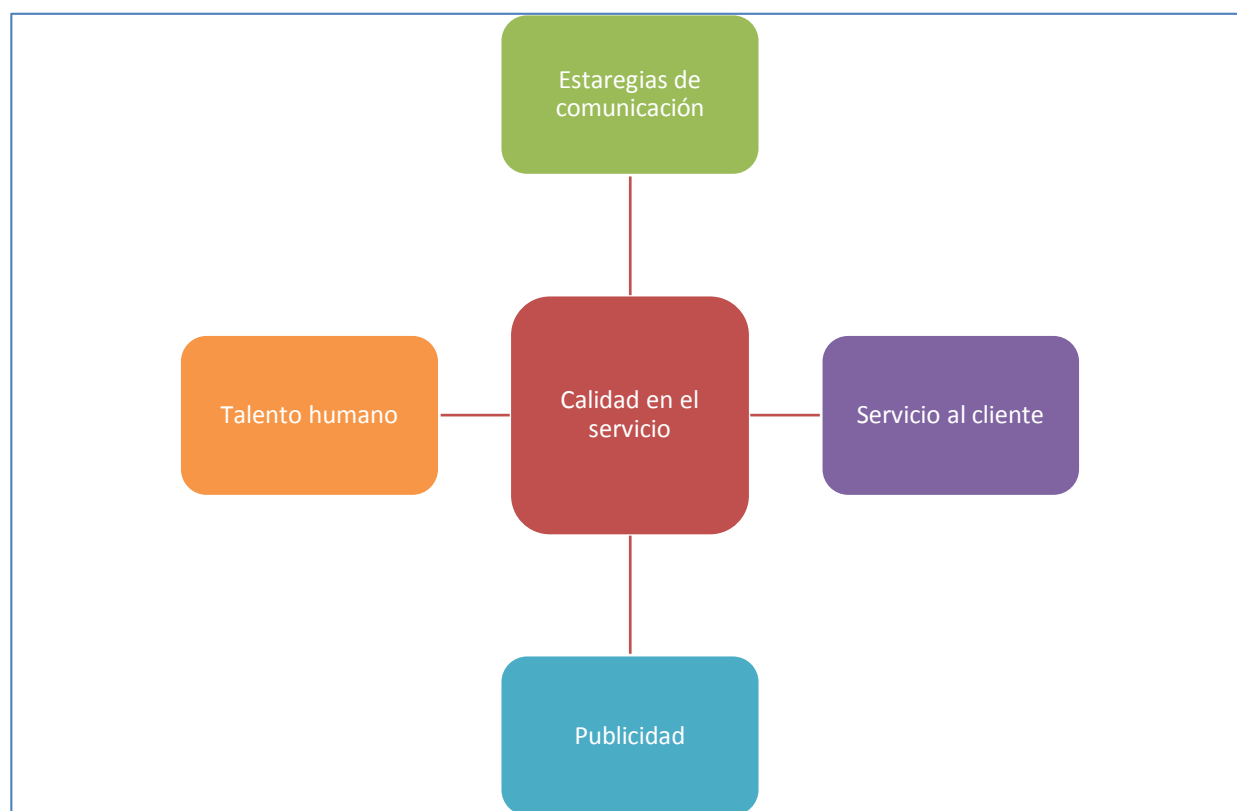 Estaregias de
comunicación
Talento humano
Calidad en el
servicio
Servicio al cliente
Publicidad